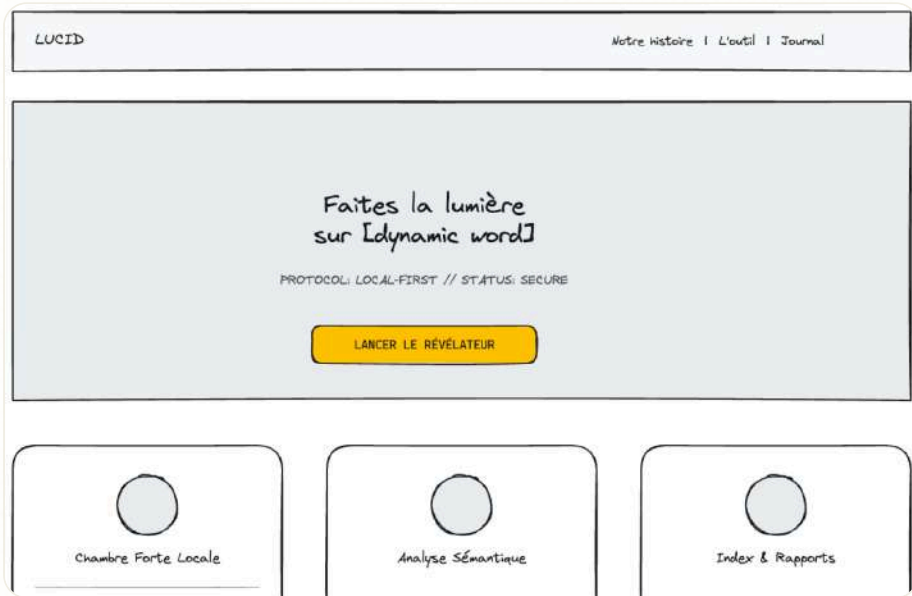 LUCID
Notre histoire | L'outil | Journal
Faites la lumière
sur [dynamic word]
PROTOCOL: LOCAL-FIRST // STATUS: SECURE
LANCER LE RÉVÉLATEUR
Chambre Forte Locale
Analyse Sémantique
Index & Rapports